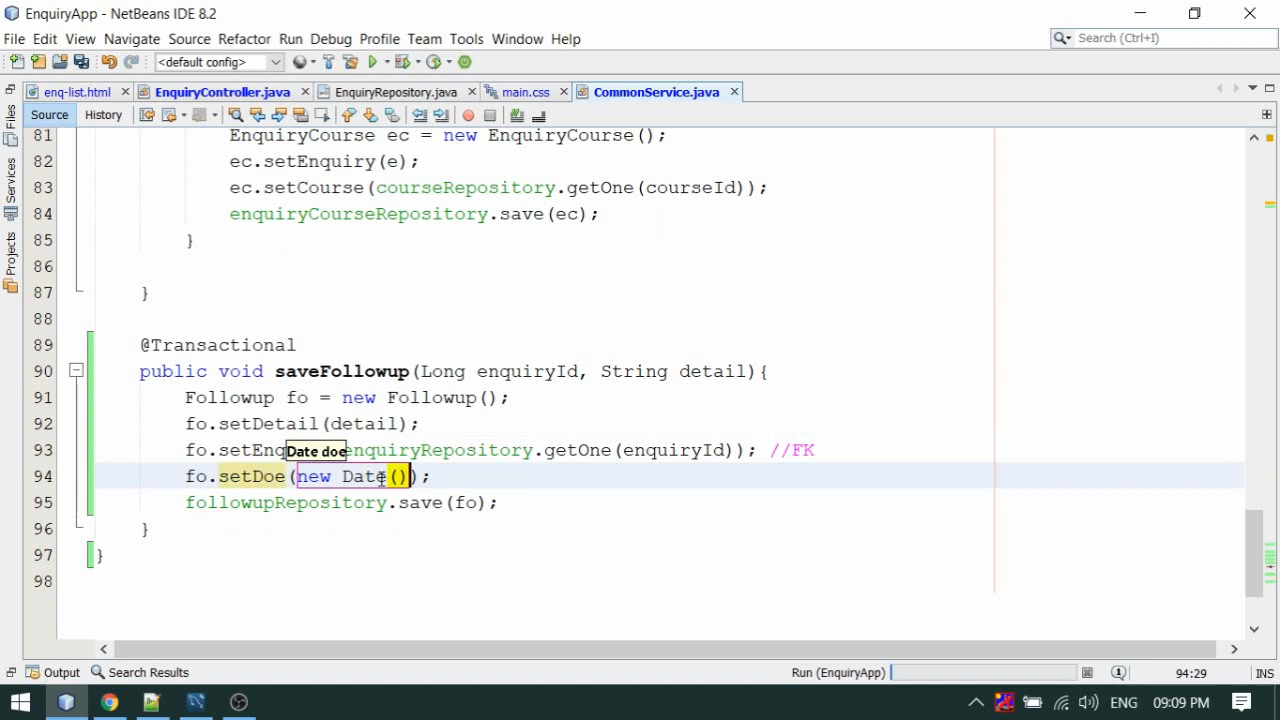 EnquiryApp - NetBeans IDE 8.2
File Edit View Navigate Source Refactor Run Debug Profile Team Tools Window Help
Search (Ctrl+I)
<default config>
enq-list.html EnquiryController.java EnquiryRepository.java main.css CommonService.java
Source History
Files
Services
Projects
81 EnquiryCourse ec = new EnquiryCourse();
82 ec.setEnquiry(e);
83 ec.setCourse(courseRepository.getOne(courseId));
84 enquiryCourseRepository.save(ec);
85 }
86
87 }
88
89 @Transactional
90 public void saveFollowup(Long enquiryId, String detail){
91 Followup fo = new Followup();
92 fo.setDetail(detail);
93 fo.setEnq enquiryRepository.getOne(enquiryId)); //FK
Date doe
94 fo.setDoe(new Date());
95 followupRepository.save(fo);
96 }
97 }
98
Output Search Results Run (EnquiryApp) 94:29 INS
ENG 09:09 PM